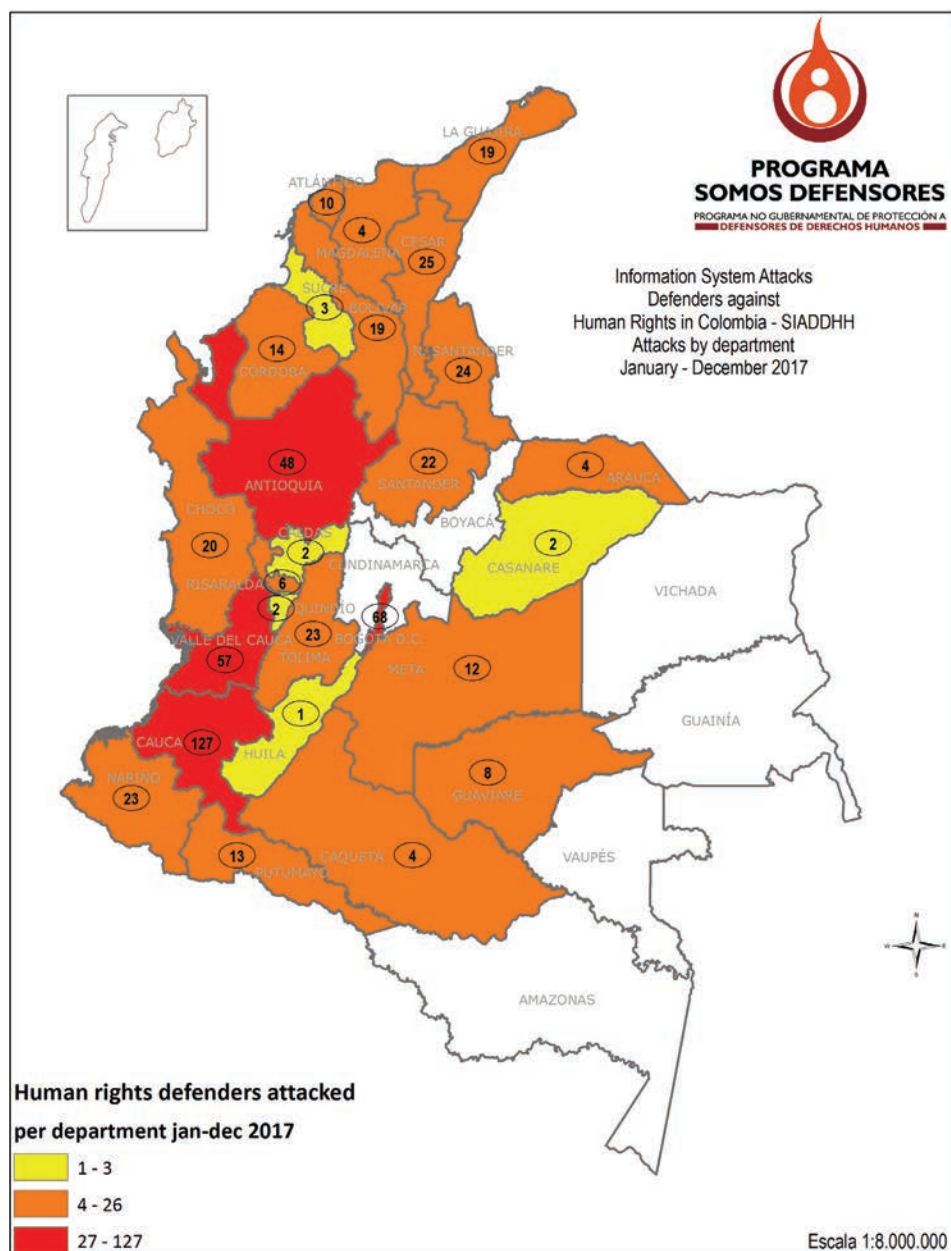 PROGRAMA
SOMOS DEFENSORES
PROGRAMA NO GUBERNAMENTAL DE PROTECCIÓN A
DEFENSORES DE DERECHOS HUMANOS
Information System Attacks
Defenders against
Human Rights in Colombia - SIADDHH
Attacks by department
January - December 2017
LA GUAJIRA
19
ATLÁNTICO
10
4
MAGDALENA
CESAR
25
SUCRE
3
BOLÍVAR
19
14
CÓRDOBA
N. SANTANDER
24
48
ANTIOQUIA
22
SANTANDER
4
ARAUCA
BOYACÁ
2
CASANARE
CHOCÓ
20
CALDAS
2
CUNDINAMARCA
VICHADA
RISARALDA
6
2
QUINDÍO
68
BOGOTÁ D.C.
VALLE DEL CAUCA
57
23
TOLIMA
META
12
GUAINÍA
1
HUILA
CAUCA
127
8
GUAVIARE
NARIÑO
23
13
PUTUMAYO
CAQUETÁ
4
VAUPÉS
AMAZONAS
N
W
E
S
Human rights defenders attacked
per department jan-dec 2017
1 - 3
4 - 26
27 - 127
Escala 1:8.000.000